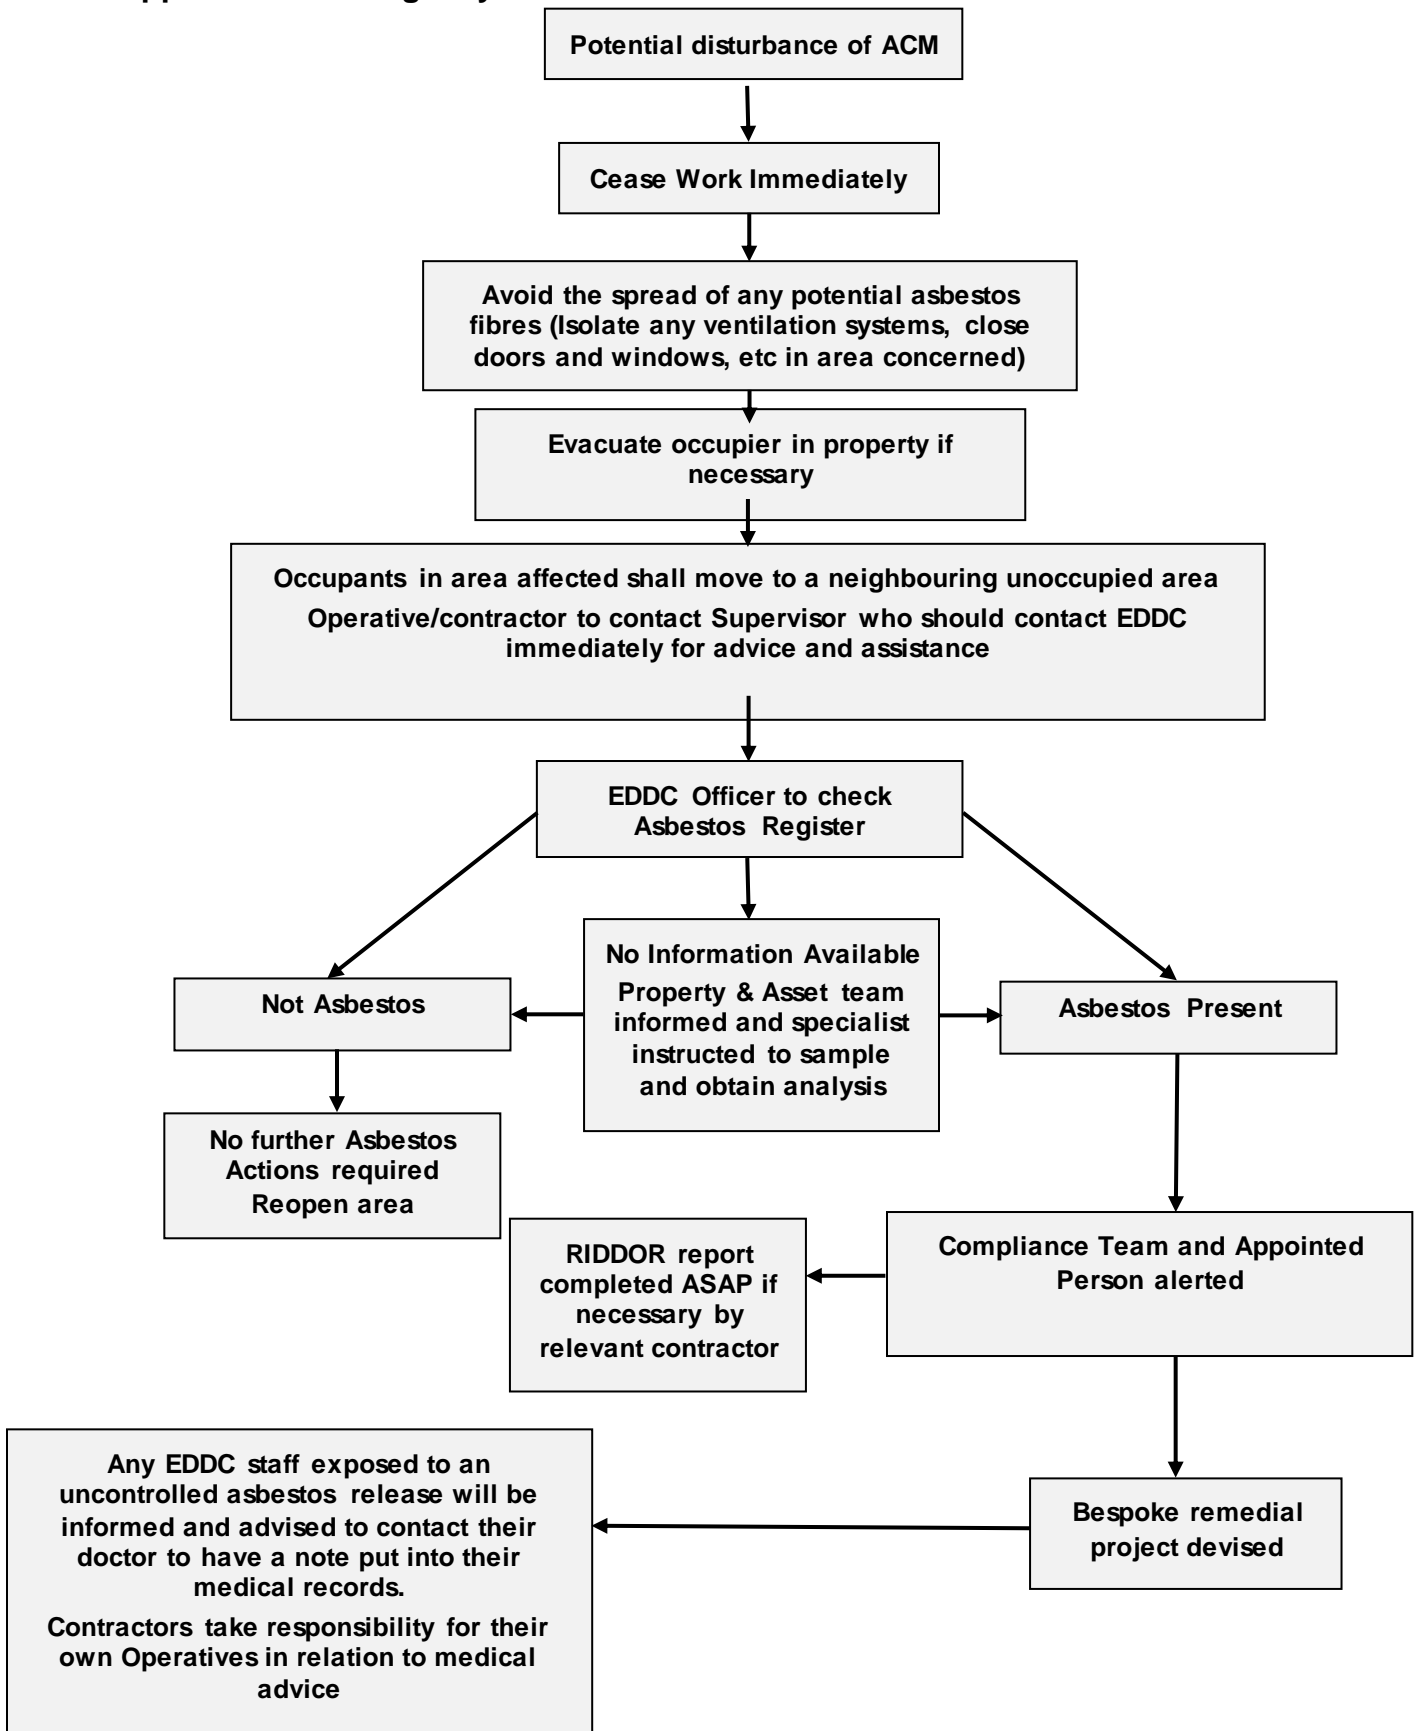 Potential disturbance of ACM
Cease Work Immediately
Avoid the spread of any potential asbestos
fibres (Isolate any ventilation systems, close
doors and windows, etc in area concerned)
Evacuate occupier in property if
necessary
Occupants in area affected shall move to a neighbouring unoccupied area
Operative/contractor to contact Supervisor who should contact EDDC
immediately for advice and assistance
EDDC Officer to check
Asbestos Register
Not Asbestos
No Information Available
Property & Asset team
informed and specialist
instructed to sample
and obtain analysis
Asbestos Present
No further Asbestos
Actions required
Reopen area
RIDDOR report
completed ASAP if
necessary by
relevant contractor
Compliance Team and Appointed
Person alerted
Any EDDC staff exposed to an
uncontrolled asbestos release will be
informed and advised to contact their
doctor to have a note put into their
medical records.
Contractors take responsibility for their
own Operatives in relation to medical
advice
Bespoke remedial
project devised